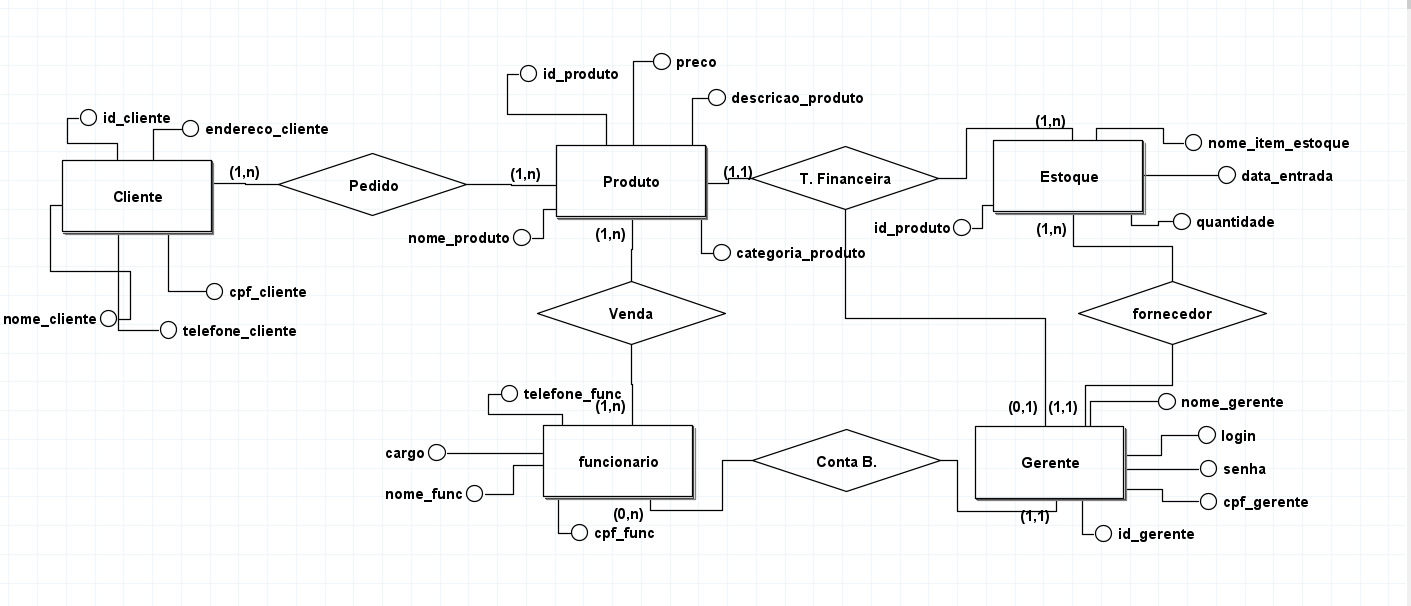 preco
id_produto
descricao_produto
id_cliente
(1,n)
endereco_cliente
nome_item_estoque
(1,n)
(1,n)
(1,1)
data_entrada
Cliente
Pedido
Produto
T. Financeira
Estoque
quantidade
id_produto
(1,n)
nome_produto
(1,n)
categoria_produto
cpf_cliente
Venda
fornecedor
nome_cliente
telefone_cliente
telefone_func
(1,n)
(0,1)
(1,1)
nome_gerente
login
cargo
funcionario
Conta B.
Gerente
senha
nome_func
cpf_gerente
(0,n)
(1,1)
cpf_func
id_gerente